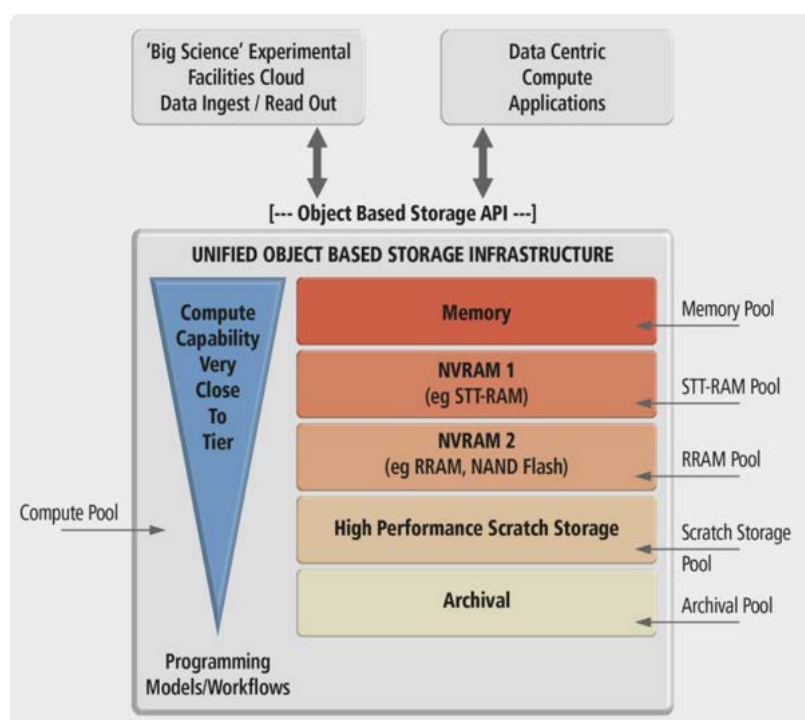 'Big Science' Experimental
Facilities Cloud
Data Ingest / Read Out
Data Centric
Compute
Applications
[--- Object Based Storage API ---]
UNIFIED OBJECT BASED STORAGE INFRASTRUCTURE
Compute
Capability
Very
Close
To
Tier
Memory
Memory Pool
NVRAM 1
(eg STT-RAM)
STT-RAM Pool
NVRAM 2
(eg RRAM, NAND Flash)
RRAM Pool
Compute Pool
High Performance Scratch Storage
Scratch Storage
Pool
Archival
Archival Pool
Programming
Models/Workflows